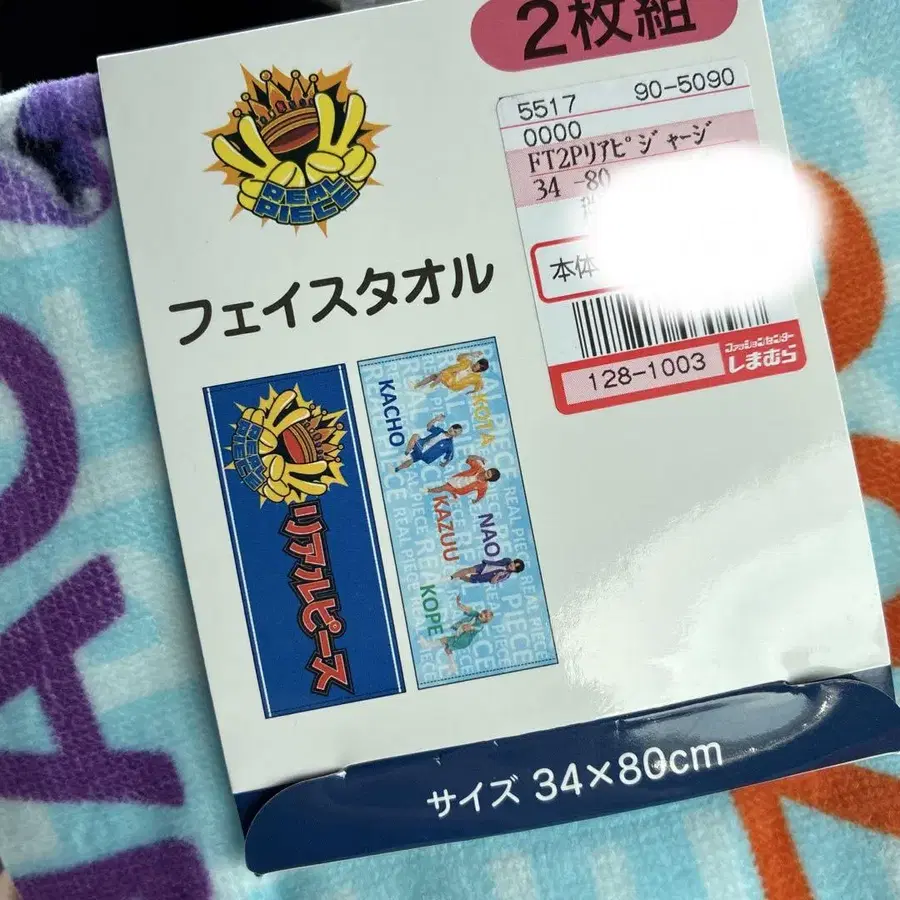 2枚組
5517 90-5090
0000
FT2Pリアピジャージ
34 -80
本体
128-1003
ファッションセンター
しまむら
REAL
PIECE
フェイスタオル
REAL
PIECE
リアルピース
KOTA
KACHO
KAZUU
NAO
KOPE
REAL PIECE
サイズ 34×80cm